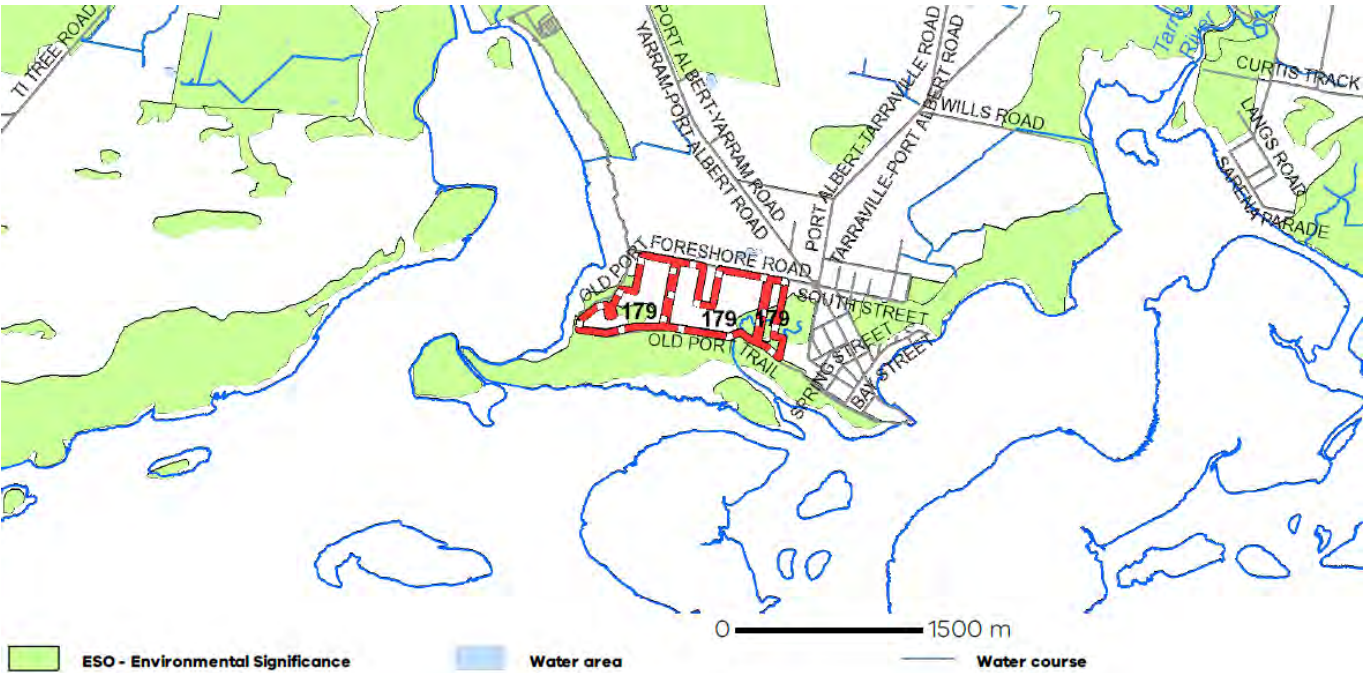 TI TREE ROAD
PORT ALBERT-YARRAM ROAD
YARRAM-PORT ALBERT ROAD
PORT ALBERT-TARRAVILLE ROAD
TARRAVILLE-PORT ALBERT ROAD
WILLS ROAD
River
CURTIS TRACK
LANGS ROAD
SARENA PARADE
OLD PORT
FORESHORE ROAD
SOUTH STREET
179
179
179
OLD PORT TRAIL
SPRING STREET
BAY STREET
0 1500 m
ESO - Environmental Significance
Water area
Water course